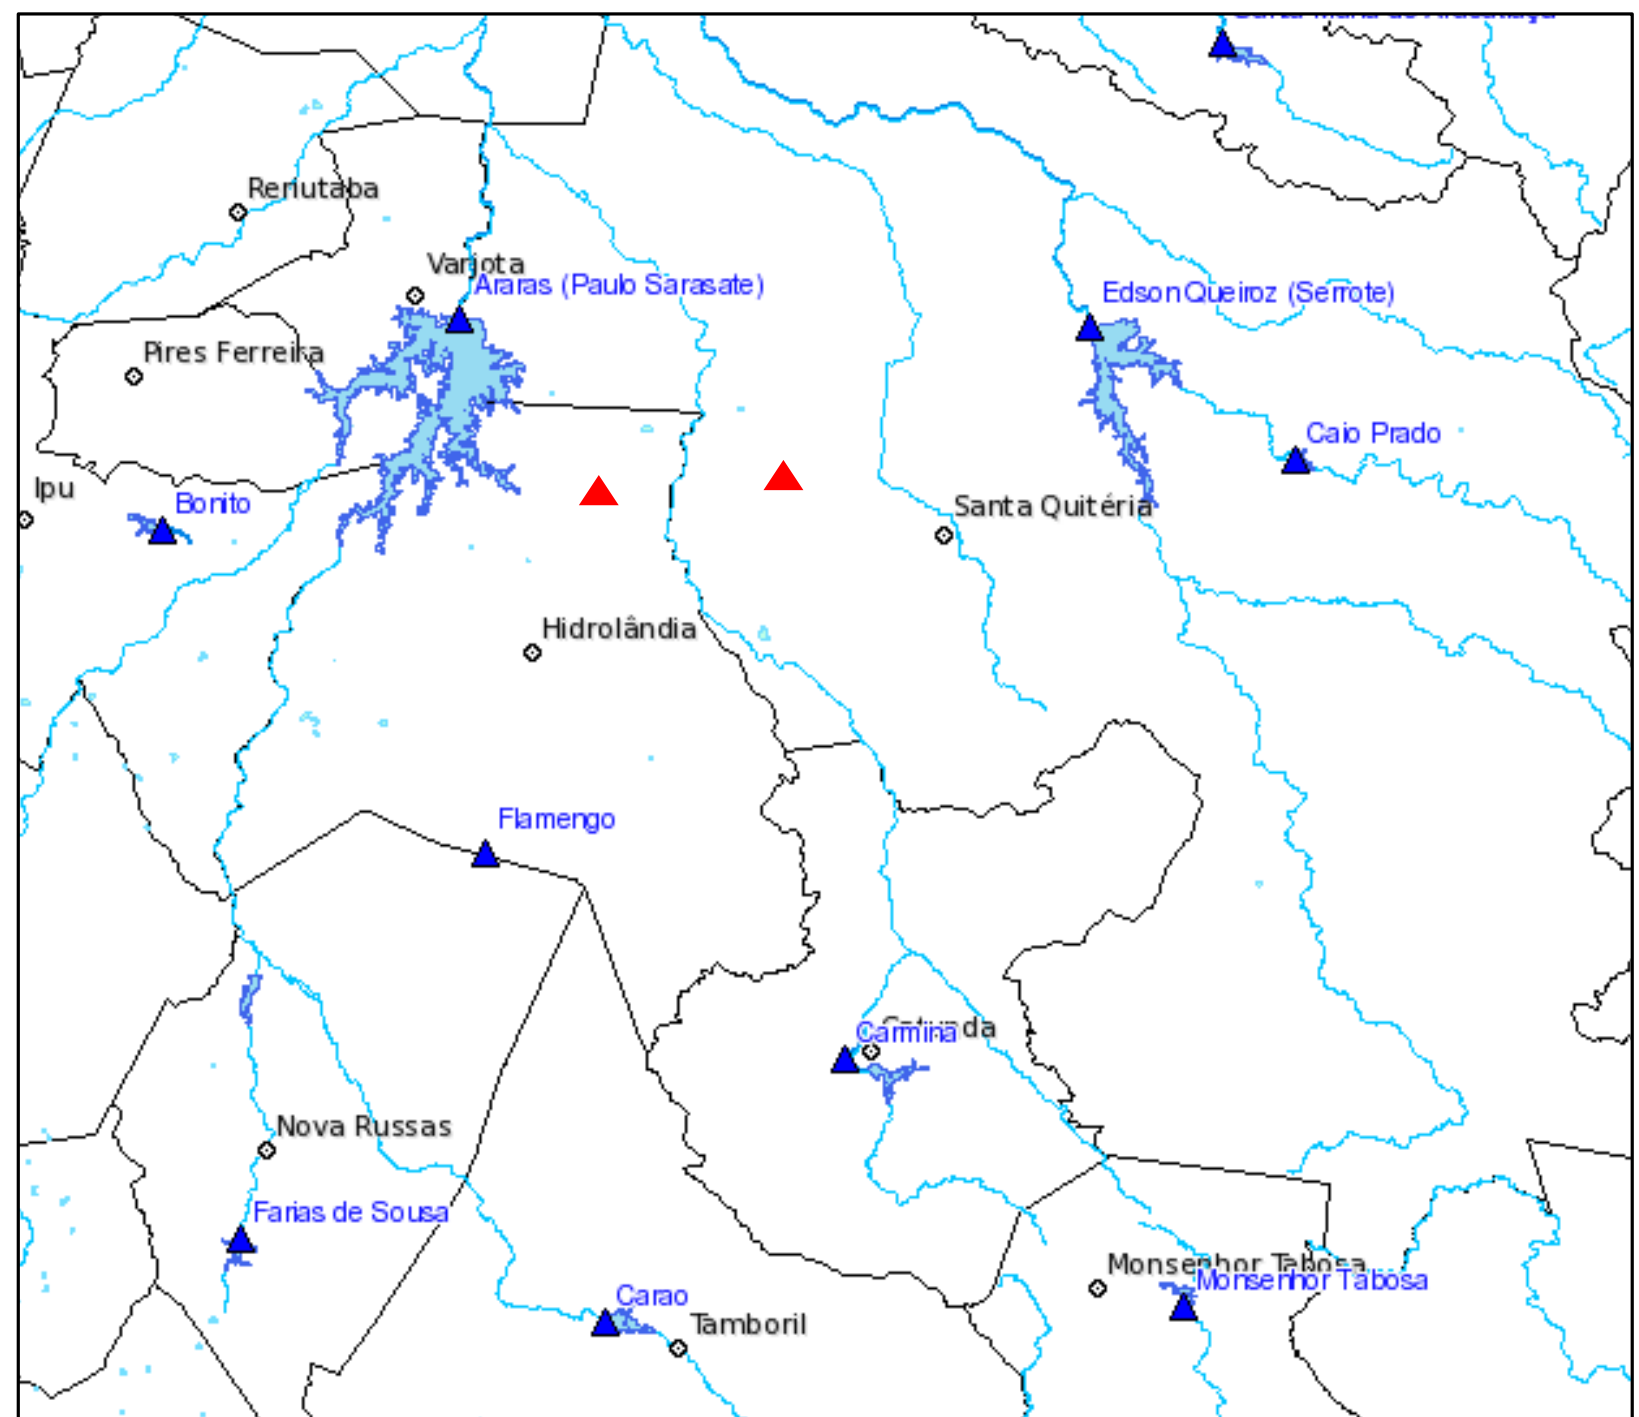 Reriutaba
Varjota
Araras (Paulo Sarasate)
Edson Queiroz (Serrote)
Pires Ferreira
Caio Prado
Ipu
Bonito
Santa Quitéria
Hidrolândia
Flamengo
Carmina
Nova Russas
Farias de Sousa
Monsenhor Tabosa
Monsenhor Tabosa
Carao
Tamboril